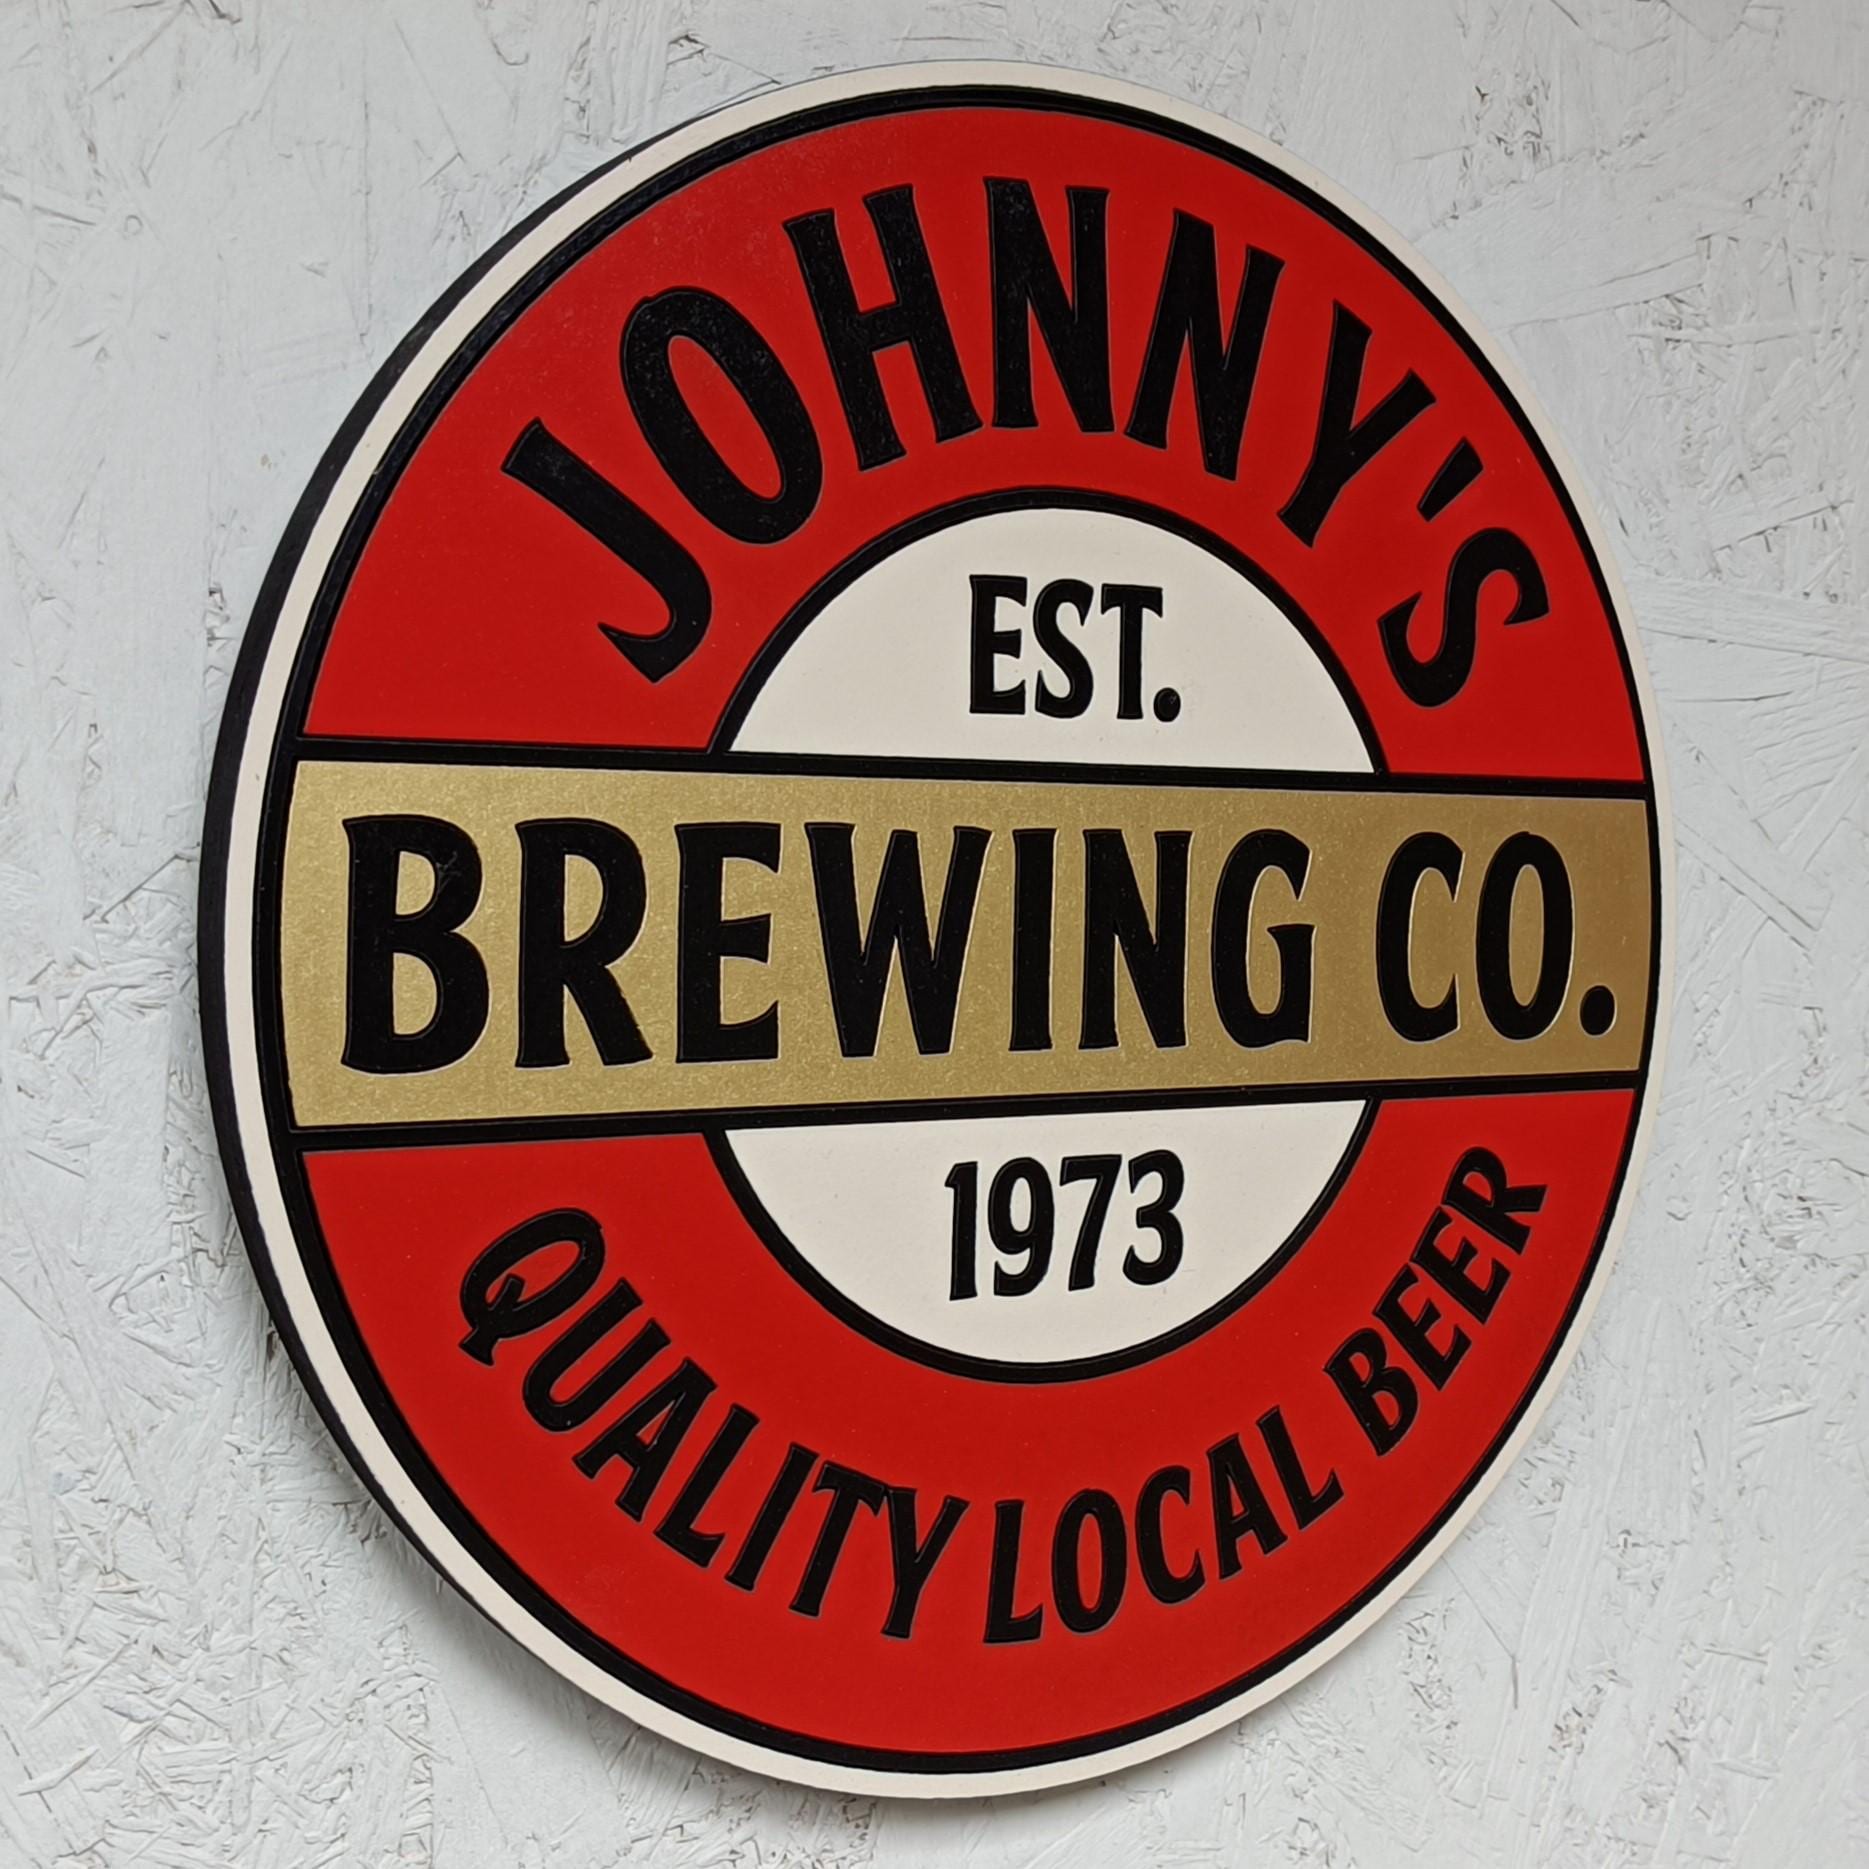 JOHNNY'S
EST.
BREWING CO.
1973
QUALITY LOCAL BEER